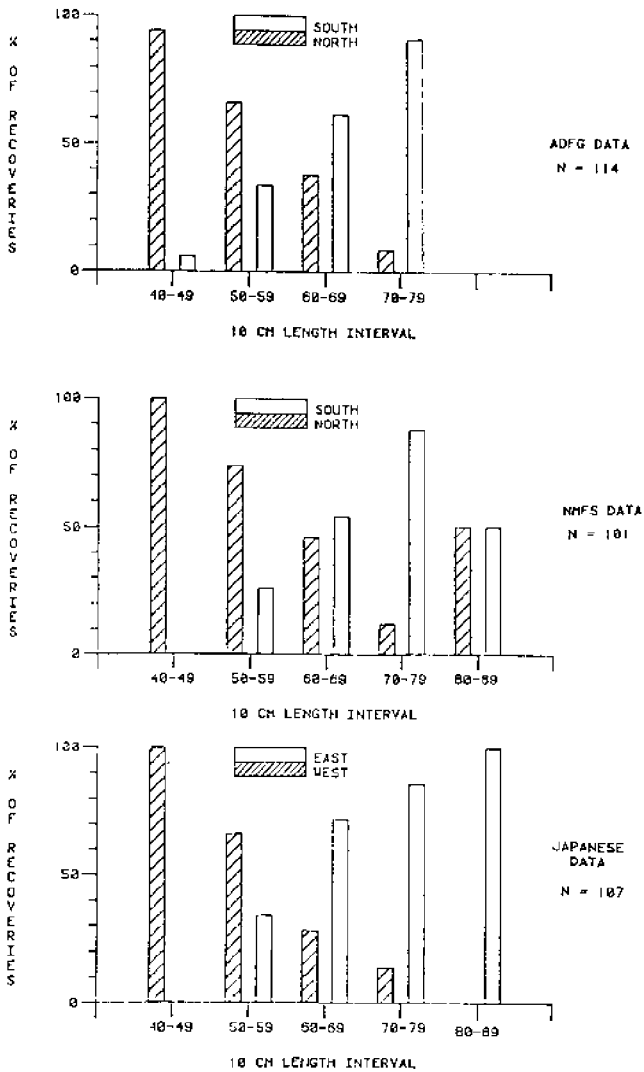 100
SOUTH
NORTH
% OF RECOVERIES
50
ADFG DATA
N = 114
0
40-49 50-59 60-69 70-79
10 CM LENGTH INTERVAL
100
SOUTH
NORTH
% OF RECOVERIES
50
NMFS DATA
N = 101
0
40-49 50-59 60-69 70-79 80-89
10 CM LENGTH INTERVAL
100
EAST
WEST
% OF RECOVERIES
50
JAPANESE
DATA
N = 107
0
40-49 50-59 60-69 70-79 80-89
10 CM LENGTH INTERVAL